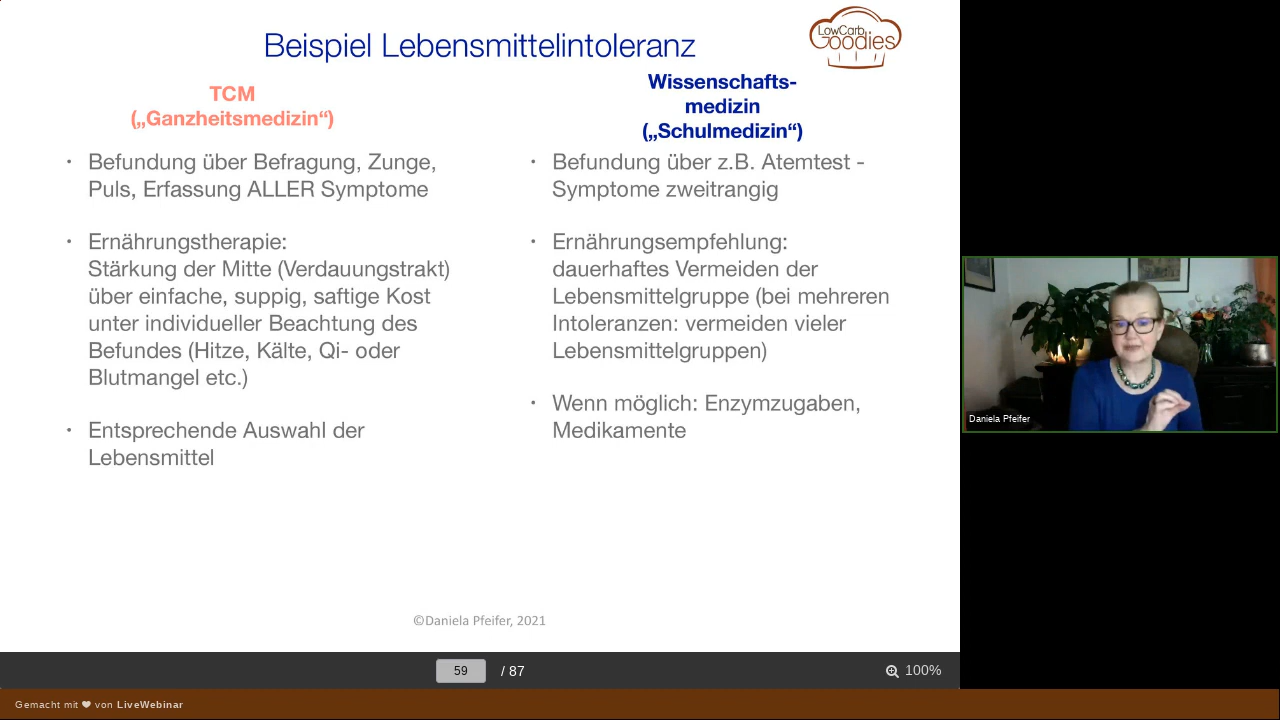 Beispiel Lebensmittelintoleranz
LowCarb
Goodies
TCM
(„Ganzheitsmedizin“)
• Befundung über Befragung, Zunge,
Puls, Erfassung ALLER Symptome
• Ernährungstherapie:
Stärkung der Mitte (Verdauungstrakt)
über einfache, suppig, saftige Kost
unter individueller Beachtung des
Befundes (Hitze, Kälte, Qi- oder
Blutmangel etc.)
• Entsprechende Auswahl der
Lebensmittel
Wissenschafts-
medizin
(„Schulmedizin“)
• Befundung über z.B. Atemtest -
Symptome zweitrangig
• Ernährungsempfehlung:
dauerhaftes Vermeiden der
Lebensmittelgruppe (bei mehreren
Intoleranzen: vermeiden vieler
Lebensmittelgruppen)
• Wenn möglich: Enzymzugaben,
Medikamente
©Daniela Pfeifer, 2021
Daniela Pfeifer
59 / 87
100%
Gemacht mit ❤ von LiveWebinar